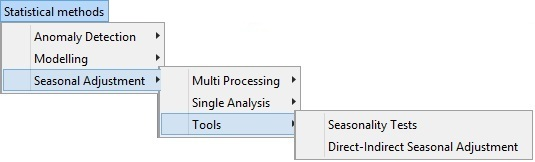 Statistical methods
Anomaly Detection
Modelling
Seasonal Adjustment
Multi Processing
Single Analysis
Tools
Seasonality Tests
Direct-Indirect Seasonal Adjustment